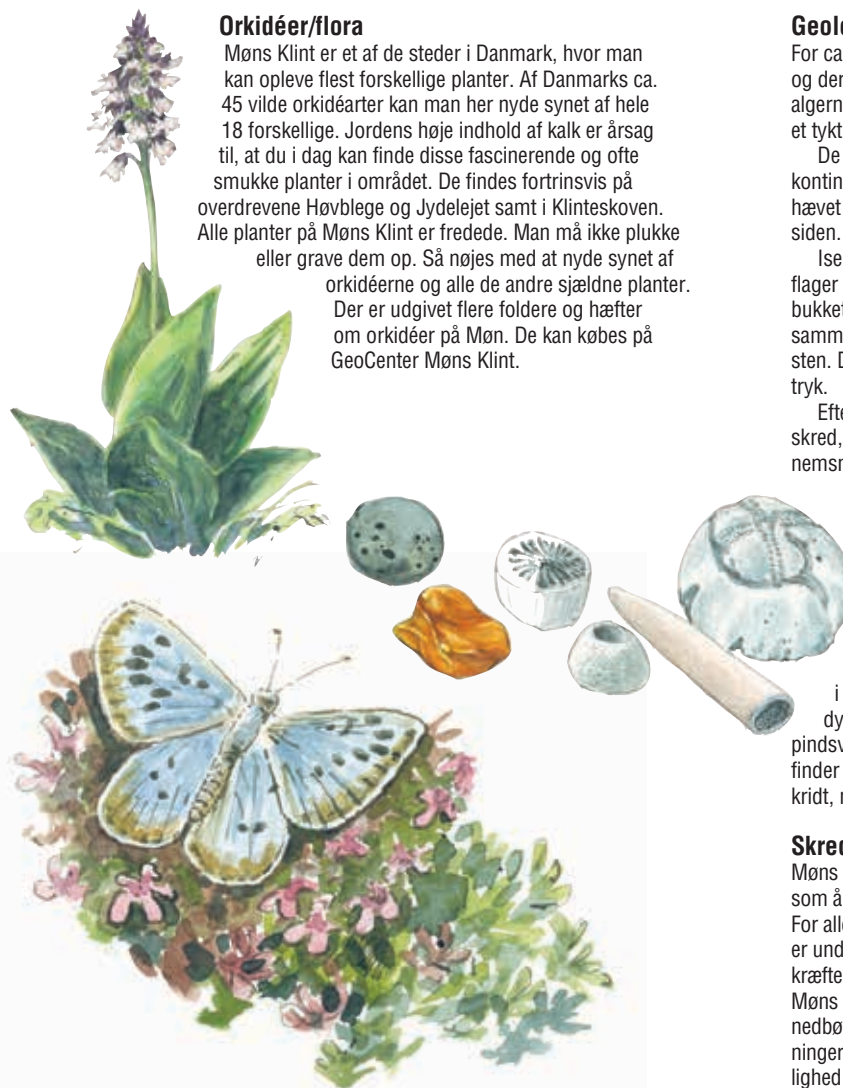 Orkidéer/flora
Møns Klint er et af de steder i Danmark, hvor man
kan opleve flest forskellige planter. Af Danmarks ca.
45 vilde orkidéarter kan man her nyde synet af hele
18 forskellige. Jordens høje indhold af kalk er årsag
til, at du i dag kan finde disse fascinerende og ofte
smukke planter i området. De findes fortrinsvis på
overdrevene Høvblege og Jydelejet samt i Klinteskoven.
Alle planter på Møns Klint er fredede. Man må ikke plukke
eller grave dem op. Så nøjes med at nyde synet af
orkidéerne og alle de andre sjældne planter.
Der er udgivet flere foldere og hæfter
om orkidéer på Møn. De kan købes på
GeoCenter Møns Klint.
Geol
For ca
og der
algern
et tykt
De
kontin
hævet
siden.
Ise
flager
bukket
samm
sten. D
tryk.
Efte
skred,
nemsn
i
dy
pindsv
finder
kridt, r
Skred
Møns
som å
For alle
er und
kræfte
Møns
nedbø
ninger
lighed